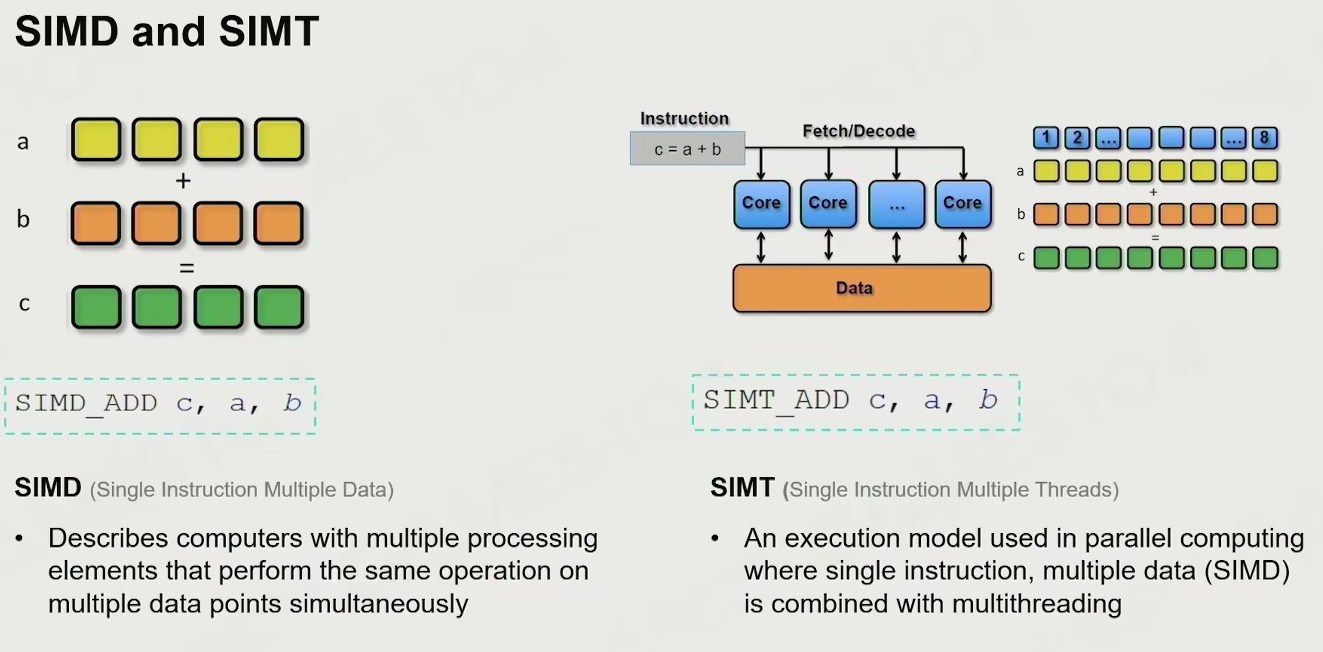 SIMD and SIMT
a
+
b
=
c
SIMD_ADD c, a, b
SIMD (Single Instruction Multiple Data)
• Describes computers with multiple processing
elements that perform the same operation on
multiple data points simultaneously
Instruction
c = a + b
Fetch/Decode
Core
Core
...
Core
Data
1 2 ... ... 8
a
+
b
=
c
SIMT_ADD c, a, b
SIMT (Single Instruction Multiple Threads)
• An execution model used in parallel computing
where single instruction, multiple data (SIMD)
is combined with multithreading